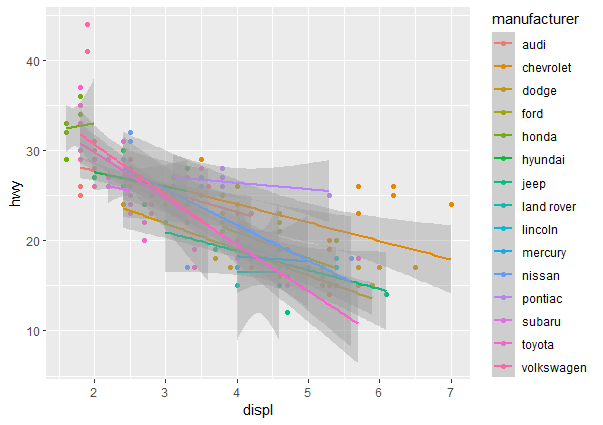 manufacturer
audi
chevrolet
dodge
ford
honda
hyundai
jeep
land rover
lincoln
mercury
nissan
pontiac
subaru
toyota
volkswagen
hwy
40
30
20
10
2 3 4 5 6 7
displ